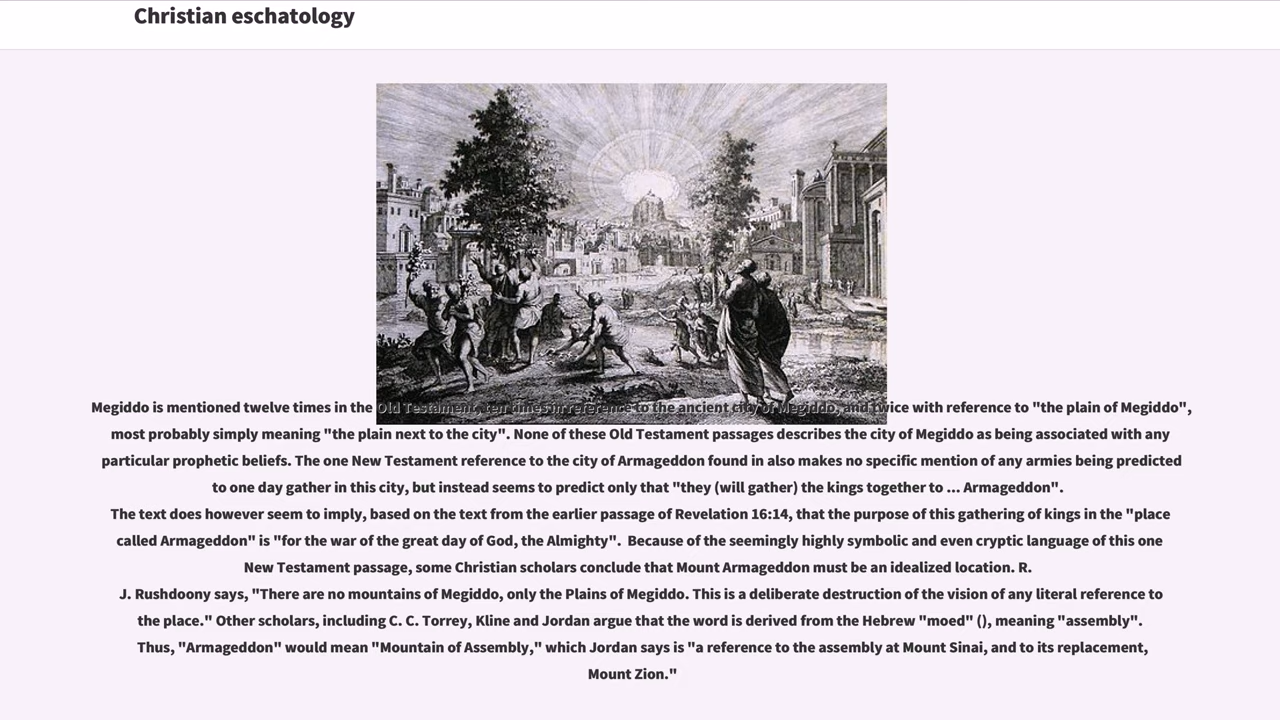 Christian eschatology
Megiddo is mentioned twelve times in the Old Testament, ten times in reference to the ancient city of Megiddo, and twice with reference to "the plain of Megiddo",
most probably simply meaning "the plain next to the city". None of these Old Testament passages describes the city of Megiddo as being associated with any
particular prophetic beliefs. The one New Testament reference to the city of Armageddon found in also makes no specific mention of any armies being predicted
to one day gather in this city, but instead seems to predict only that "they (will gather) the kings together to ... Armageddon".
The text does however seem to imply, based on the text from the earlier passage of Revelation 16:14, that the purpose of this gathering of kings in the "place
called Armageddon" is "for the war of the great day of God, the Almighty".  Because of the seemingly highly symbolic and even cryptic language of this one
New Testament passage, some Christian scholars conclude that Mount Armageddon must be an idealized location. R.
J. Rushdoony says, "There are no mountains of Megiddo, only the Plains of Megiddo. This is a deliberate destruction of the vision of any literal reference to
the place." Other scholars, including C. C. Torrey, Kline and Jordan argue that the word is derived from the Hebrew "moed" (), meaning "assembly".
Thus, "Armageddon" would mean "Mountain of Assembly," which Jordan says is "a reference to the assembly at Mount Sinai, and to its replacement,
Mount Zion."